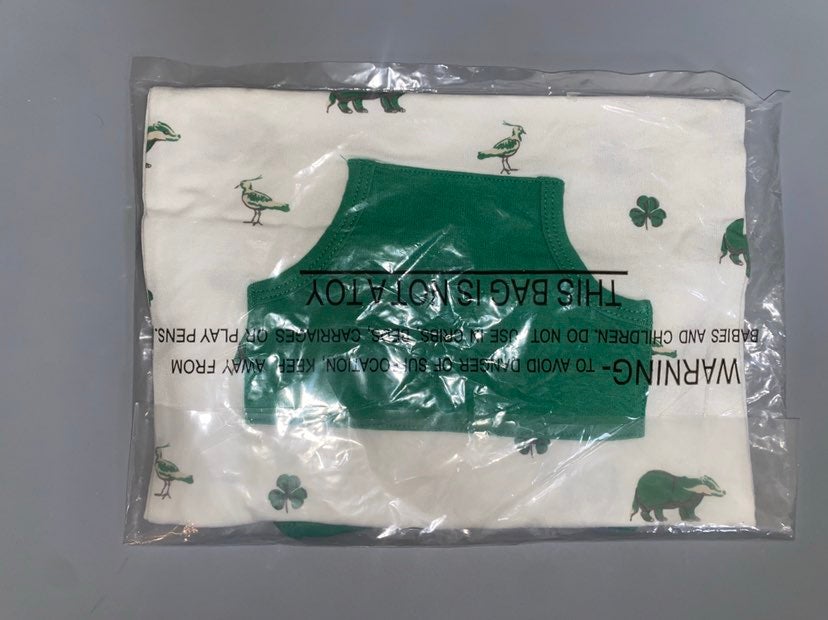 WARNING- TO AVOID DANGER OF SUFFOCATION, KEEP AWAY FROM
BABIES AND CHILDREN. DO NOT USE IN CRIBS, BEDS, CARRIAGES OR PLAY PENS.
THIS BAG IS NOT A TOY